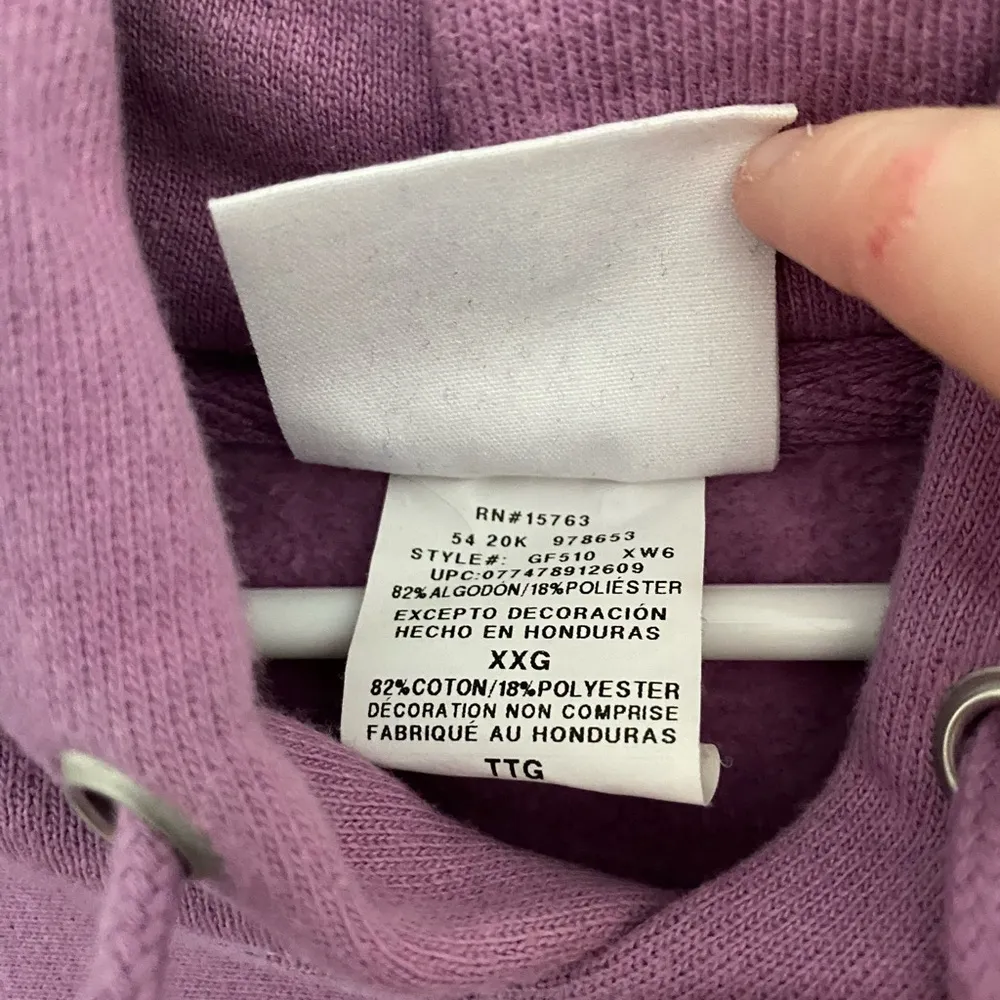 RN#15763
54 20K 978653
STYLE#: GF510 XW6
UPC:077478912609
82%ALGODÓN/18%POLIÉSTER
EXCEPTO DECORACIÓN
HECHO EN HONDURAS
XXG
82%COTON/18%POLYESTER
DÉCORATION NON COMPRISE
FABRIQUÉ AU HONDURAS
TTG